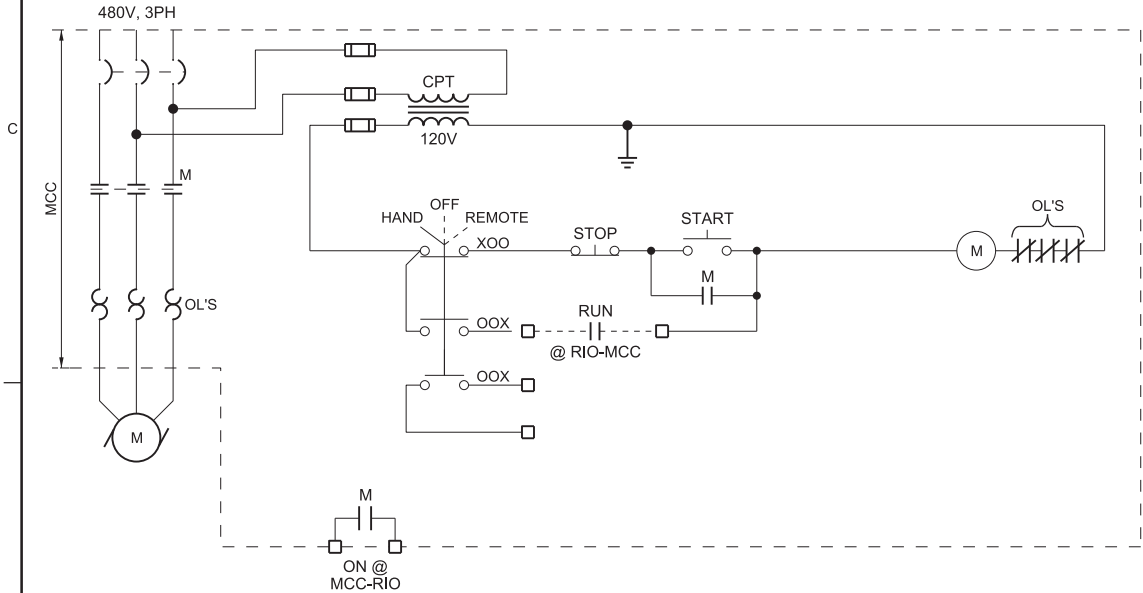 480V, 3PH
CPT
120V
C
MCC
M
OFF
HAND
REMOTE
XOO
STOP
START
OL'S
M
M
OL'S
OOX
RUN
@ RIO-MCC
OOX
M
M
ON @
MCC-RIO